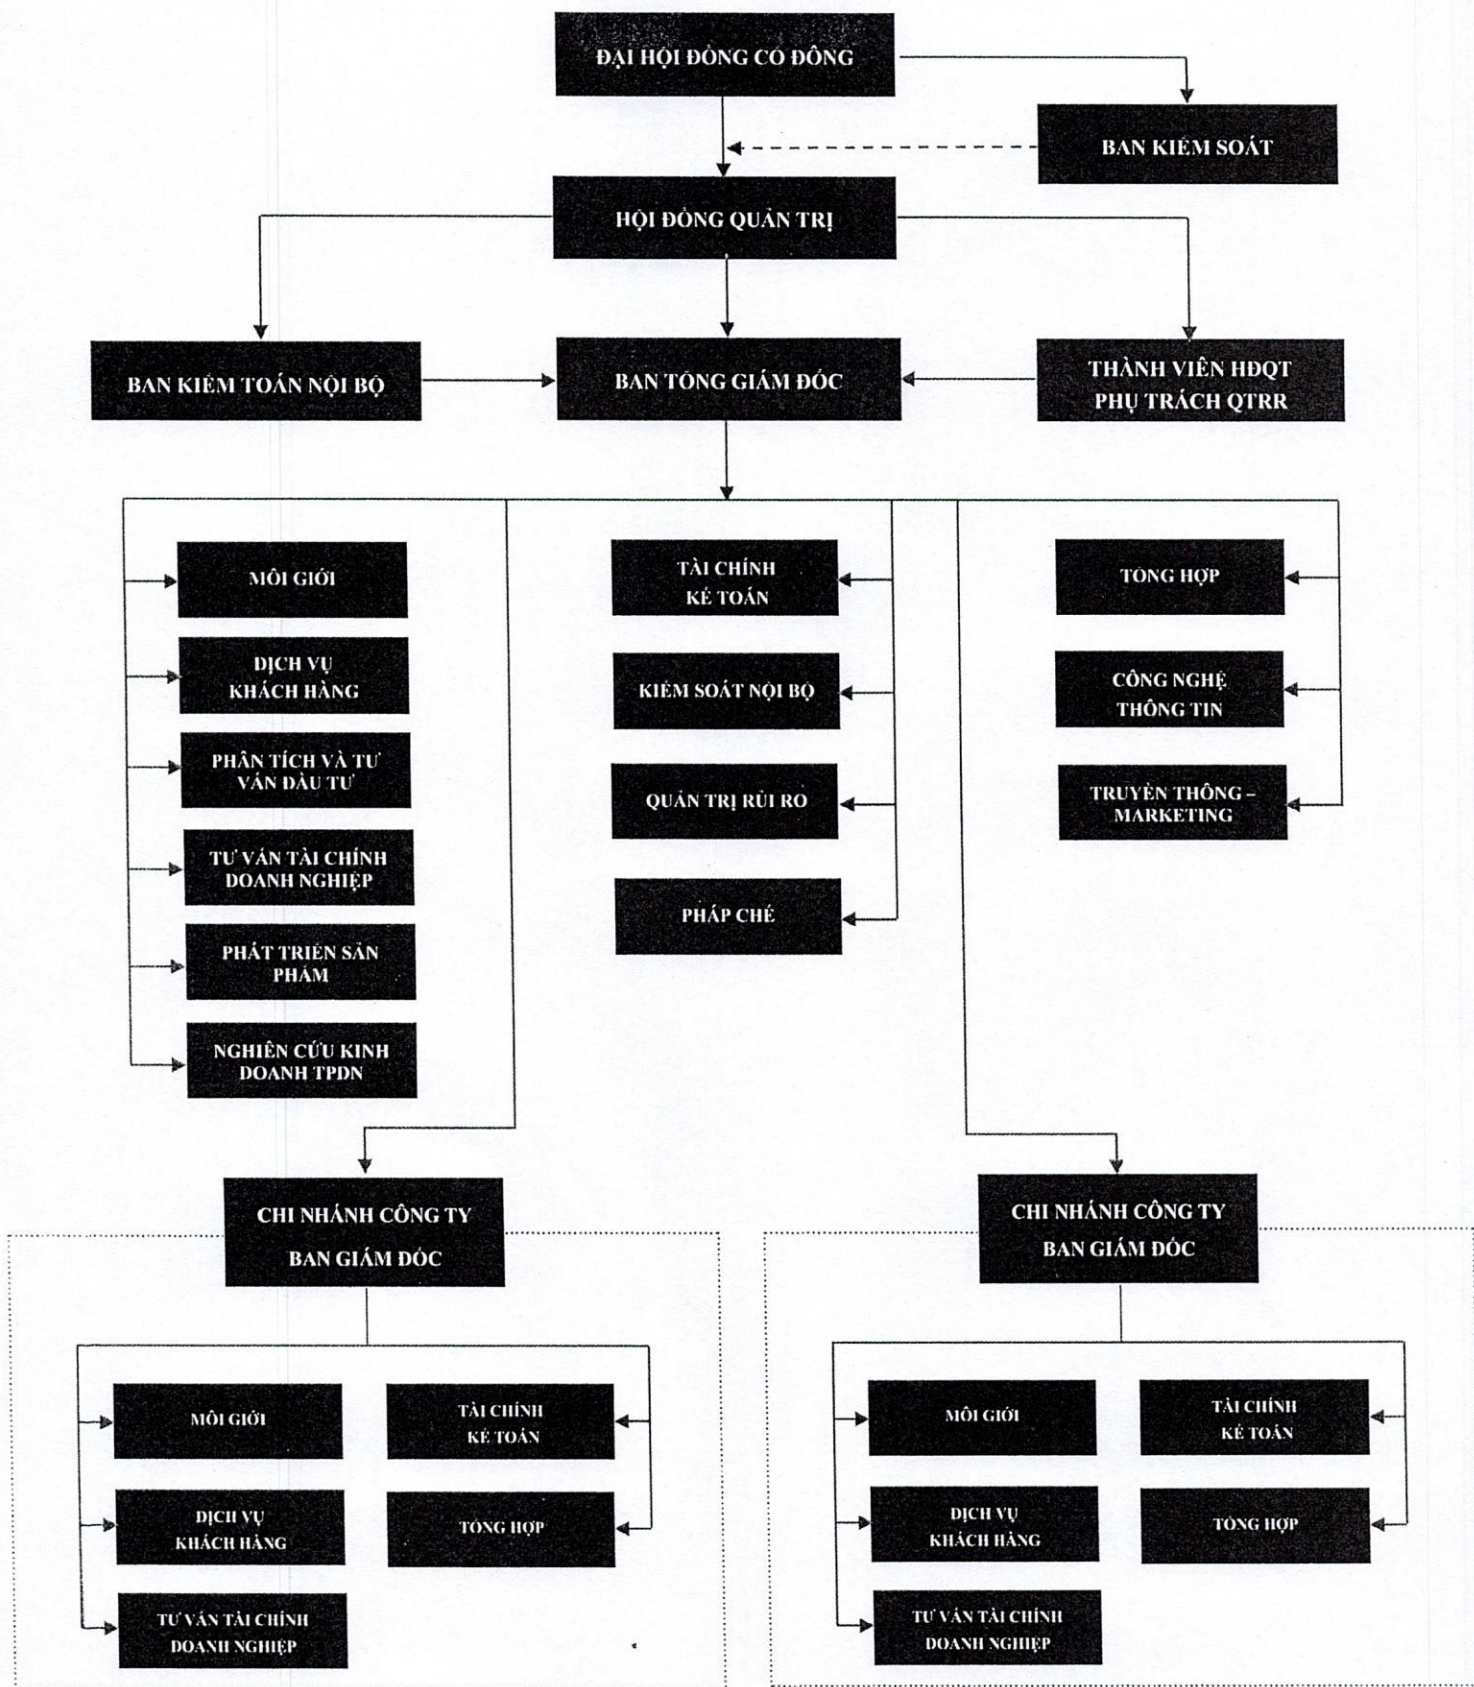 ĐẠI HỘI ĐỒNG CỔ ĐÔNG
BAN KIỂM SOÁT
HỘI ĐỒNG QUẢN TRỊ
BAN KIỂM TOÁN NỘI BỘ
BAN TỔNG GIÁM ĐỐC
THÀNH VIÊN HĐQT
PHỤ TRÁCH QTRR
MÔI GIỚI
DỊCH VỤ
KHÁCH HÀNG
PHÂN TÍCH VÀ TƯ
VẤN ĐẦU TƯ
TƯ VẤN TÀI CHÍNH
DOANH NGHIỆP
PHÁT TRIỂN SẢN
PHẨM
NGHIÊN CỨU KINH
DOANH TPDN
TÀI CHÍNH
KẾ TOÁN
KIỂM SOÁT NỘI BỘ
QUẢN TRỊ RỦI RO
PHÁP CHẾ
TỔNG HỢP
CÔNG NGHỆ
THÔNG TIN
TRUYỀN THÔNG –
MARKETING
CHI NHÁNH CÔNG TY
BAN GIÁM ĐỐC
MÔI GIỚI
DỊCH VỤ
KHÁCH HÀNG
TƯ VẤN TÀI CHÍNH
DOANH NGHIỆP
TÀI CHÍNH
KẾ TOÁN
TỔNG HỢP
CHI NHÁNH CÔNG TY
BAN GIÁM ĐỐC
MÔI GIỚI
DỊCH VỤ
KHÁCH HÀNG
TƯ VẤN TÀI CHÍNH
DOANH NGHIỆP
TÀI CHÍNH
KẾ TOÁN
TỔNG HỢP